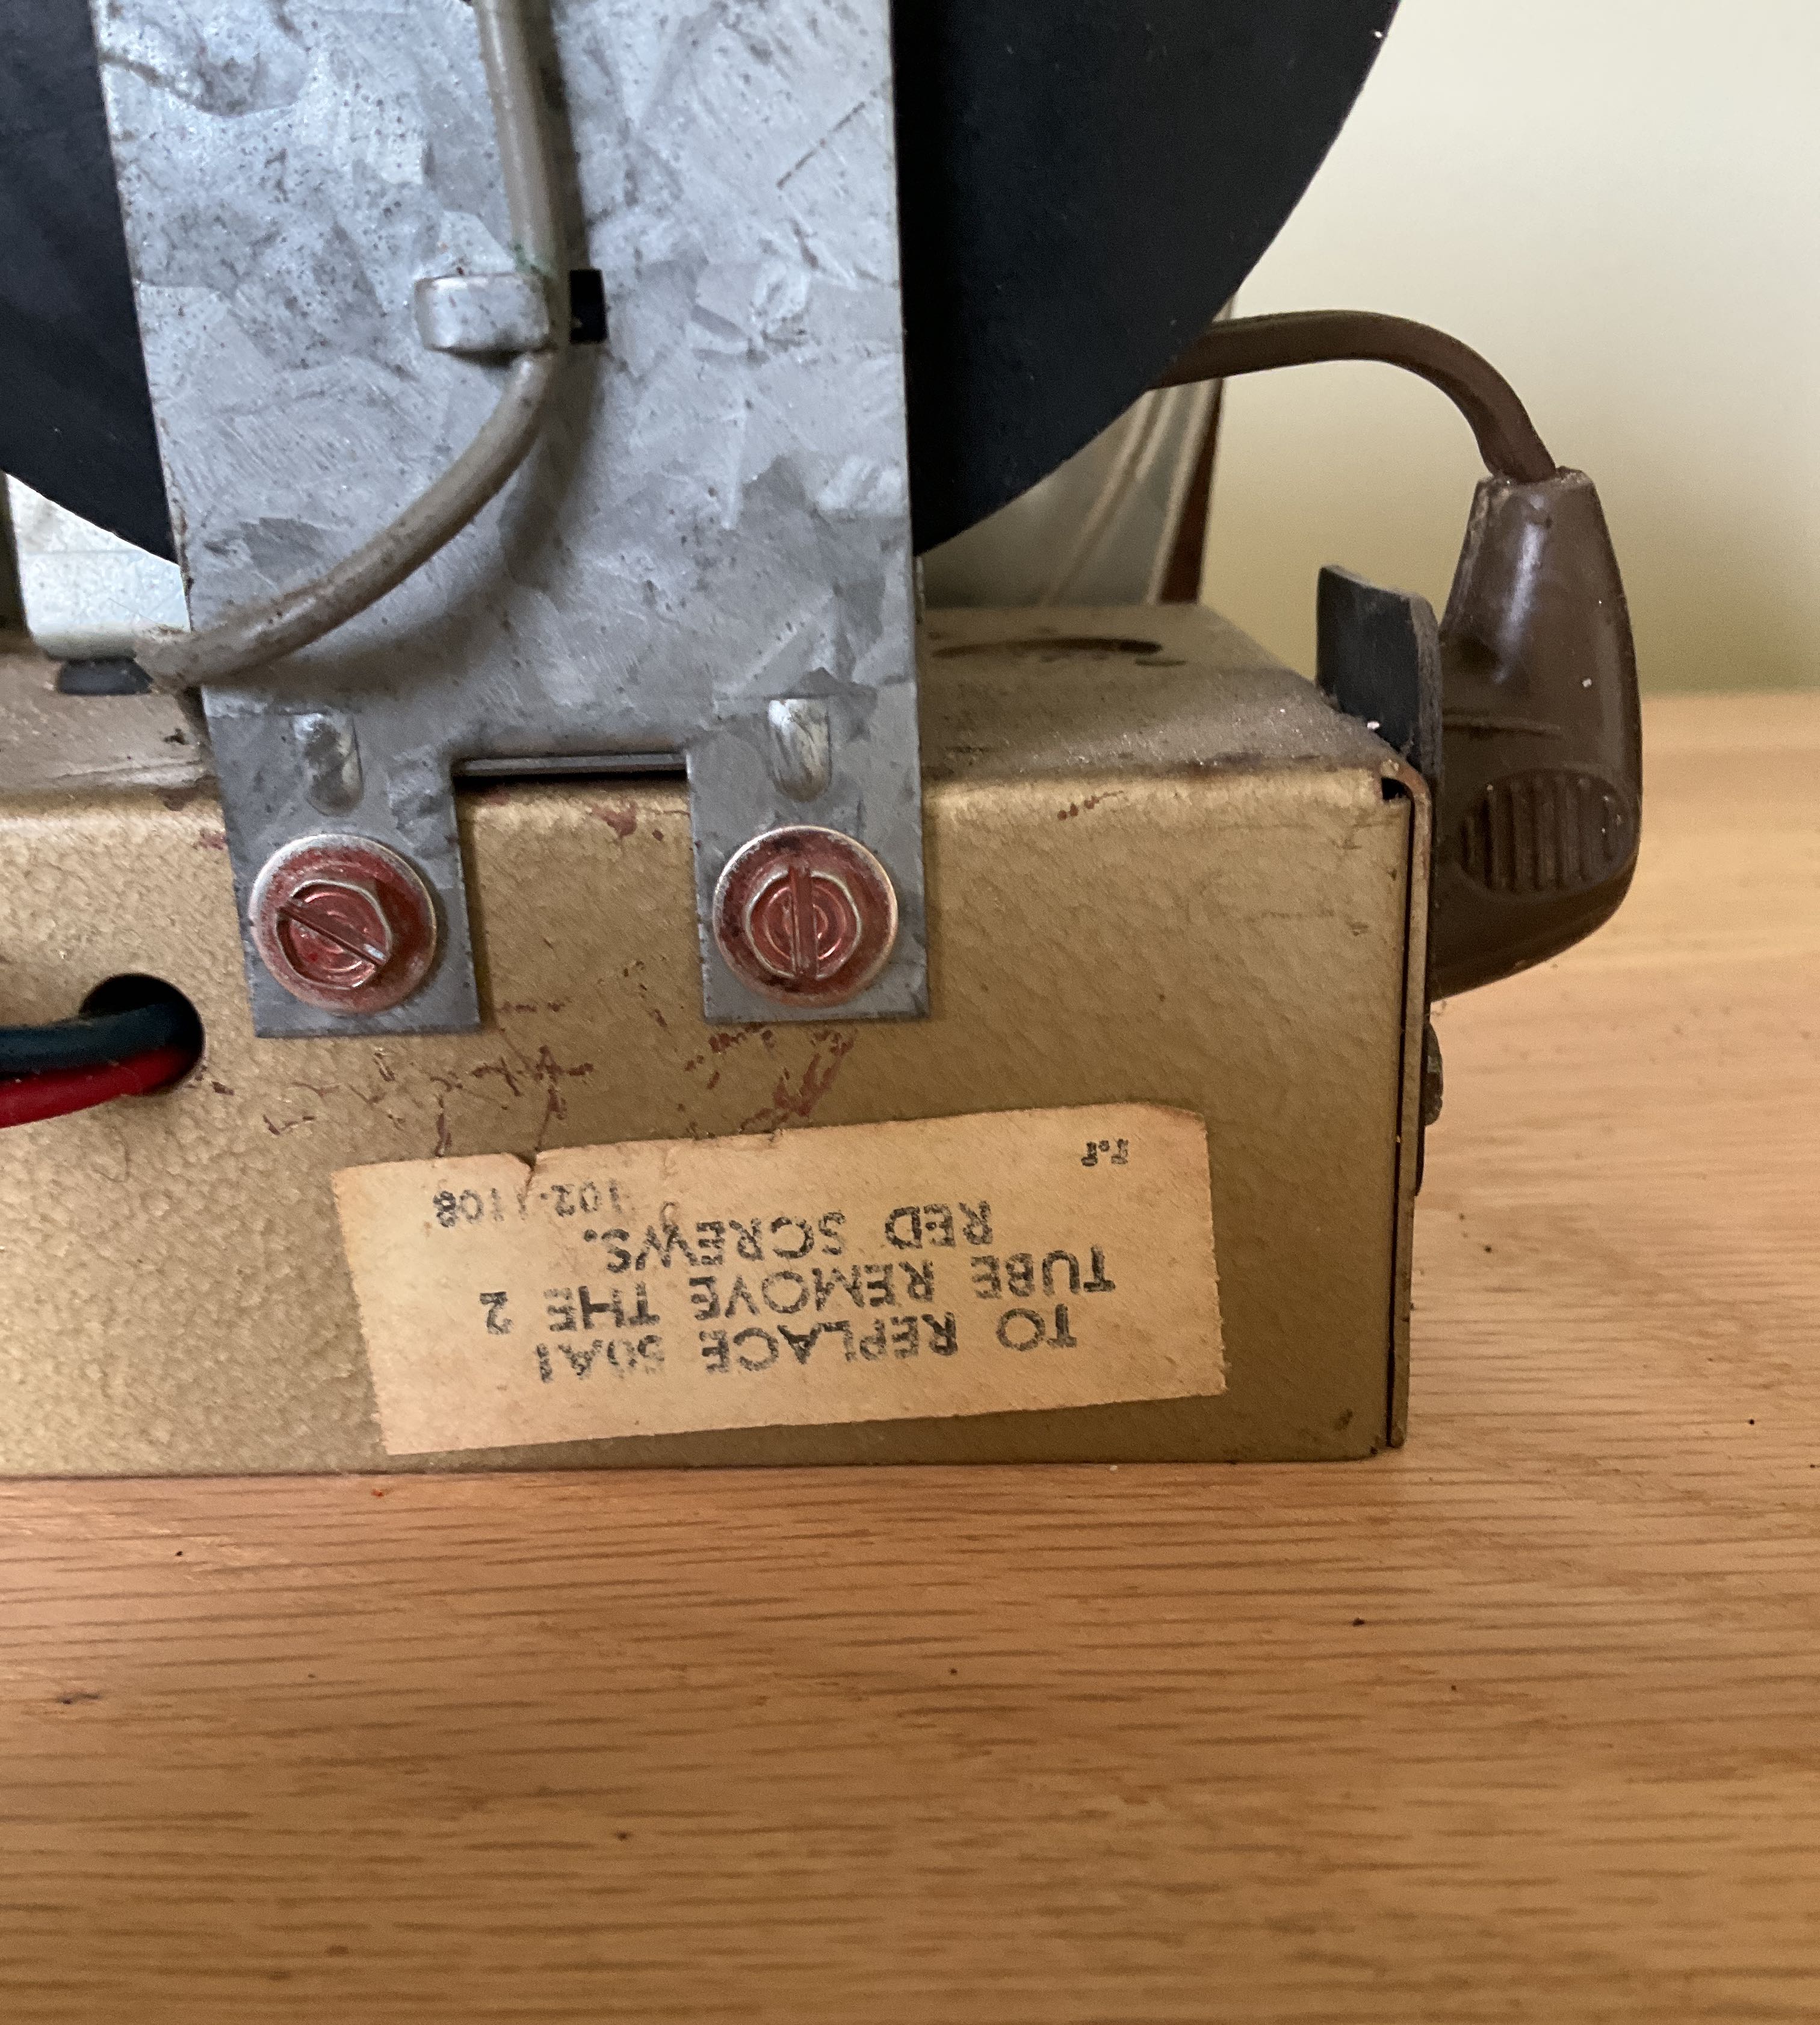 TO REPLACE 50A1
TUBE REMOVE THE 2
RED SCREWS.
102-1108